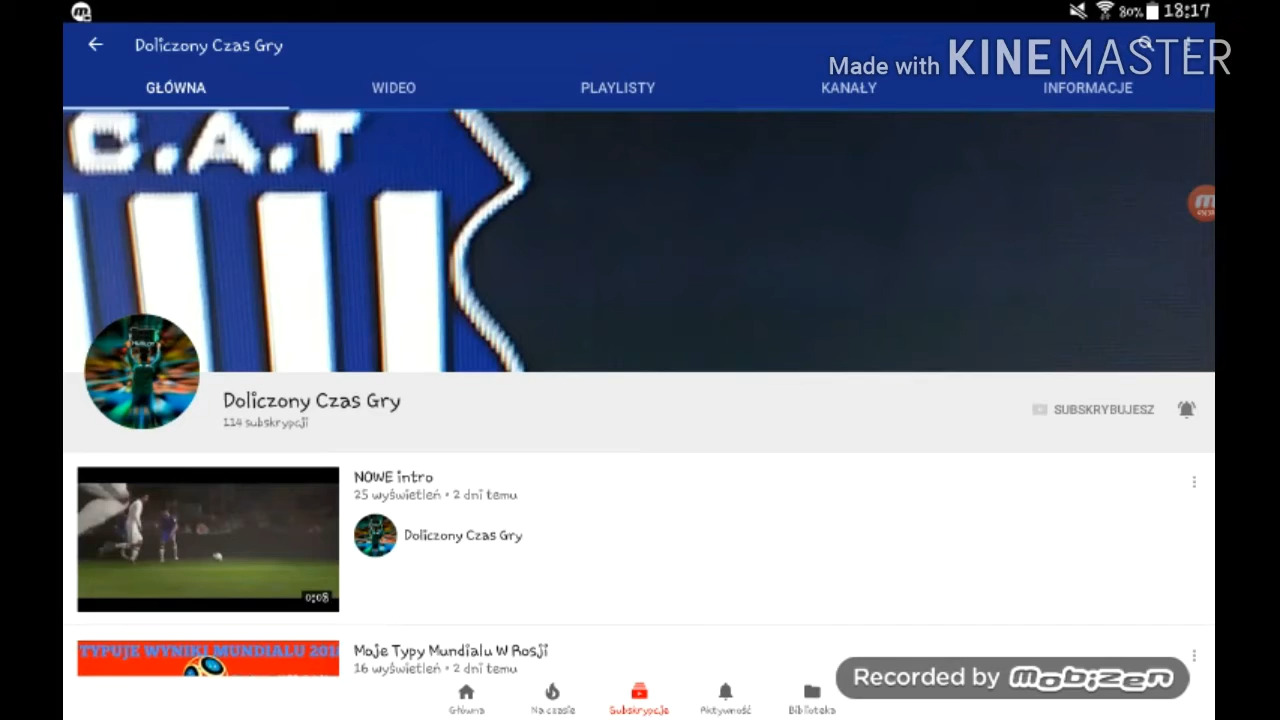 80% 18:17
Doliczony Czas Gry
Made with KINEMASTER
GŁÓWNA WIDEO PLAYLISTY KANAŁY INFORMACJE
C.A.T
Doliczony Czas Gry
114 subskrypcji
SUBSKRYBUJESZ
NOWE intro
25 wyświetleń • 2 dni temu
Doliczony Czas Gry
0:08
TYPUJE WYNIKI MUNDIALU 201
Moje Typy Mundialu W Rosji
16 wyświetleń • 2 dni temu
Recorded by mobizen
Główna Na czasie Subskrypcje Aktywność Biblioteka